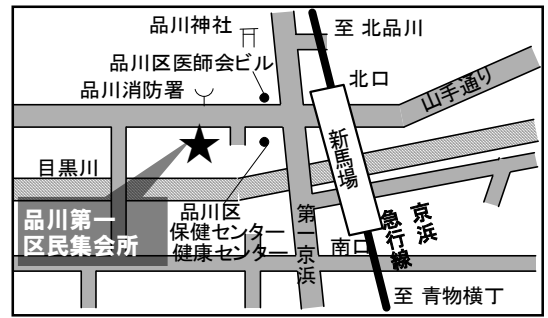 品川神社
至 北品川
品川区医師会ビル
北口
品川消防署
山手通り
新馬場
目黒川
品川第一
区民集会所
品川区
保健センター
健康センター
第一京浜
南口
京浜
急行線
至 青物横丁